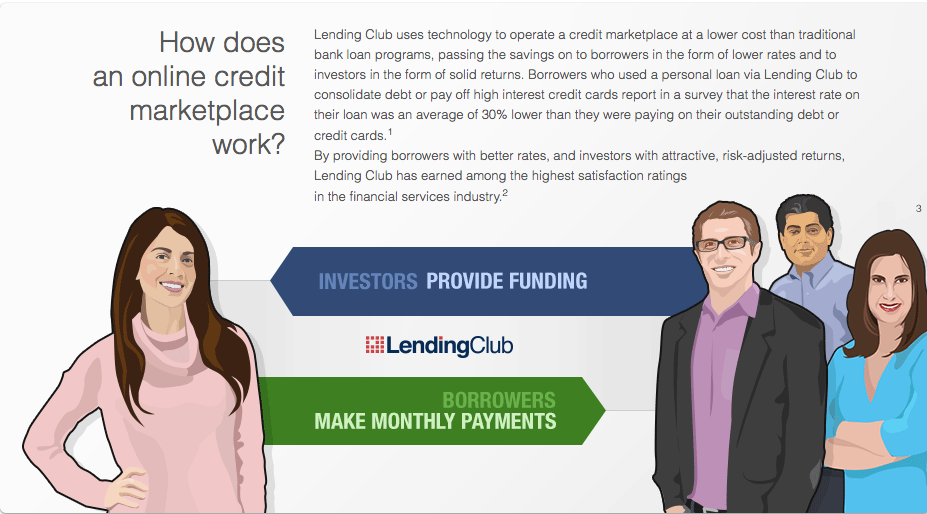 How does
an online credit
marketplace
work?
Lending Club uses technology to operate a credit marketplace at a lower cost than traditional
bank loan programs, passing the savings on to borrowers in the form of lower rates and to
investors in the form of solid returns. Borrowers who used a personal loan via Lending Club to
consolidate debt or pay off high interest credit cards report in a survey that the interest rate on
their loan was an average of 30% lower than they were paying on their outstanding debt or
credit cards.1
By providing borrowers with better rates, and investors with attractive, risk-adjusted returns,
Lending Club has earned among the highest satisfaction ratings
in the financial services industry.2
3
INVESTORS PROVIDE FUNDING
LendingClub
BORROWERS
MAKE MONTHLY PAYMENTS